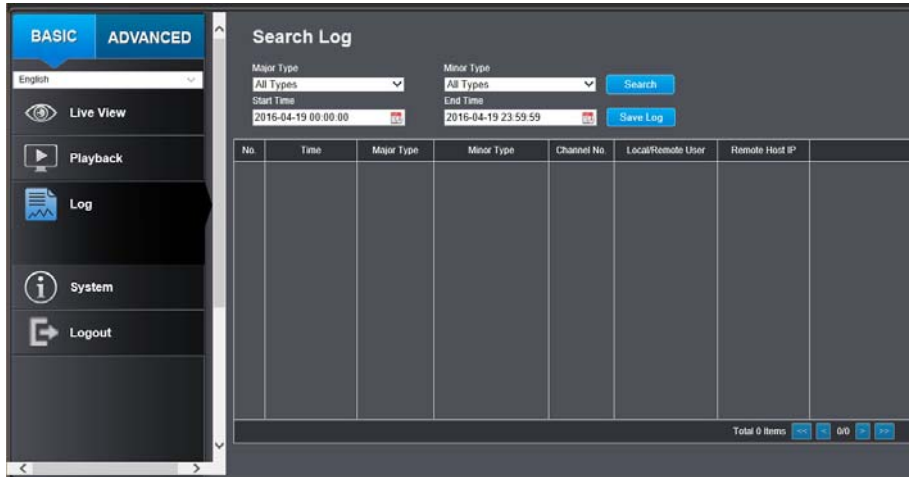 BASIC ADVANCED
English
Live View
Playback
Log
System
Logout
Search Log
Major Type Minor Type
All Types All Types Search
Start Time End Time
2016-04-19 00:00:00 2016-04-19 23:59:59 Save Log
No. Time Major Type Minor Type Channel No. Local/Remote User Remote Host IP
Total 0 Items << < 0/0 > >>